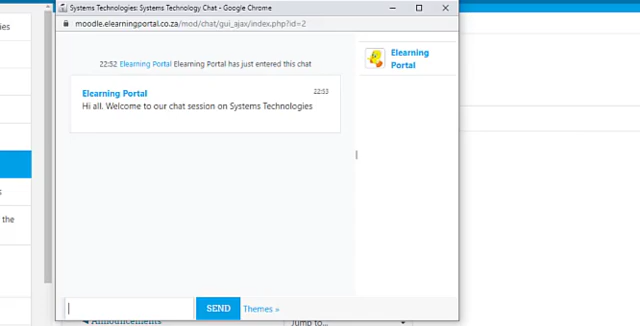 Systems Technologies: Systems Technology Chat - Google Chrome
moodle.elearningportal.co.za/mod/chat/gui_ajax/index.php?id=2
22:52 Elearning Portal Elearning Portal has just entered this chat
Elearning Portal
22:53
Hi all. Welcome to our chat session on Systems Technologies
Elearning
Portal
the
SEND
Themes »
Announcements
Jump to...